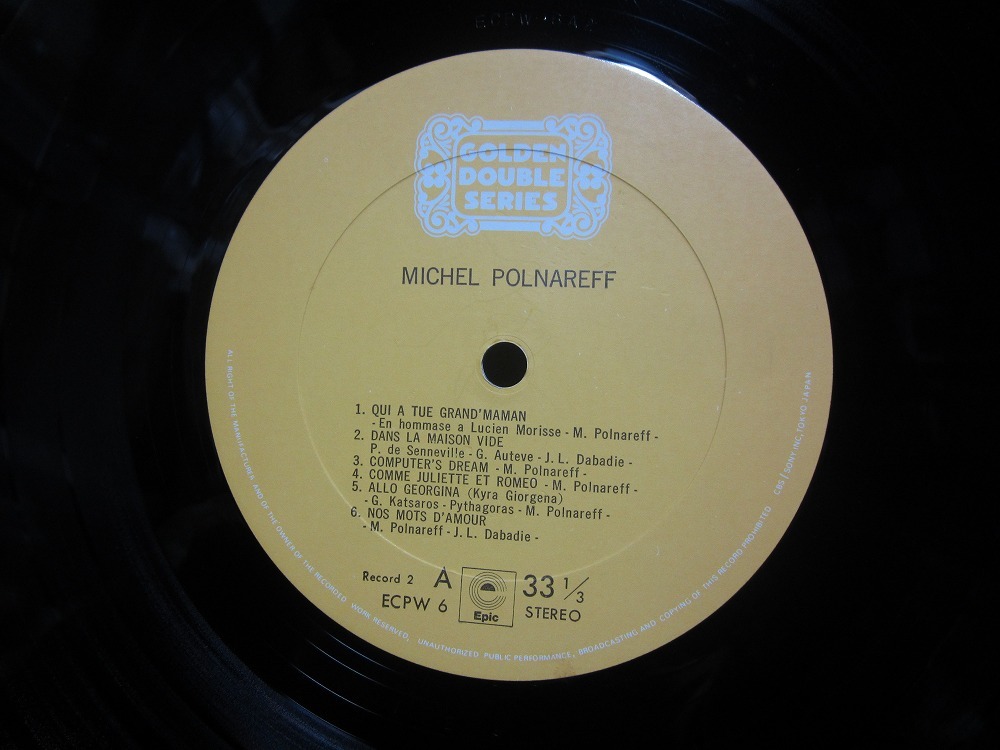 GOLDEN
DOUBLE
SERIES
MICHEL POLNAREFF
1. QUI A TUE GRAND'MAMAN
- En hommage a Lucien Morisse - M. Polnareff -
2. DANS LA MAISON VIDE
P. de Senneville - G. Auteve - J. L. Dabadie -
3. COMPUTER'S DREAM - M. Polnareff -
4. COMME JULIETTE ET ROMEO - M. Polnareff -
5. ALLO GEORGINA (Kyra Giorgena)
- G. Katsaros - Pythagoras - M. Polnareff -
6. NOS MOTS D'AMOUR
- M. Polnareff - J. L. Dabadie -
Record 2 A
ECPW 6
Epic
33 1/3
STEREO
ALL RIGHT OF THE MANUFACTURER AND OF THE OWNER OF THE RECORDED WORK RESERVED, UNAUTHORIZED PUBLIC PERFORMANCE, BROADCASTING AND COPYING OF THIS RECORD PROHIBITED CBS/SONY INC, TOKYO JAPAN